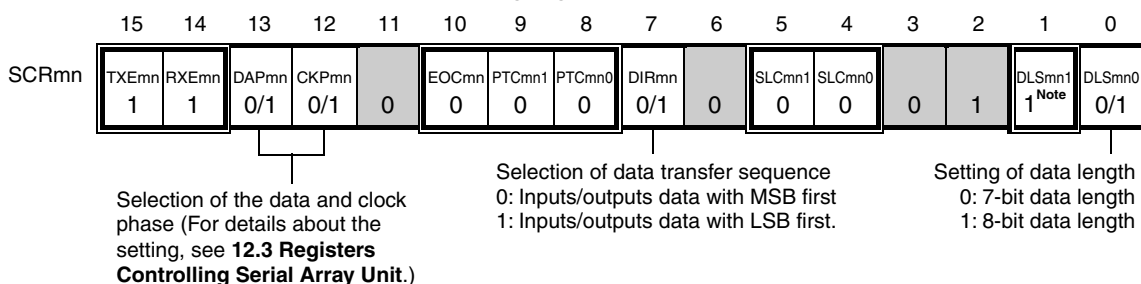 15 14 13 12 11 10 9 8 7 6 5 4 3 2 1 0
SCRmn TXEmn RXEmn DAPmn CKPmn EOCmn PTCmn1 PTCmn0 DIRmn SLCmn1 SLCmn0 DLSmn1 DLSmn0
1 1 0/1 0/1 0 0 0 0 0/1 0 0 0 0 1 1Note 0/1
Selection of the data and clock
phase (For details about the
setting, see 12.3 Registers
Controlling Serial Array Unit.)
Selection of data transfer sequence
0: Inputs/outputs data with MSB first
1: Inputs/outputs data with LSB first.
Setting of data length
0: 7-bit data length
1: 8-bit data length